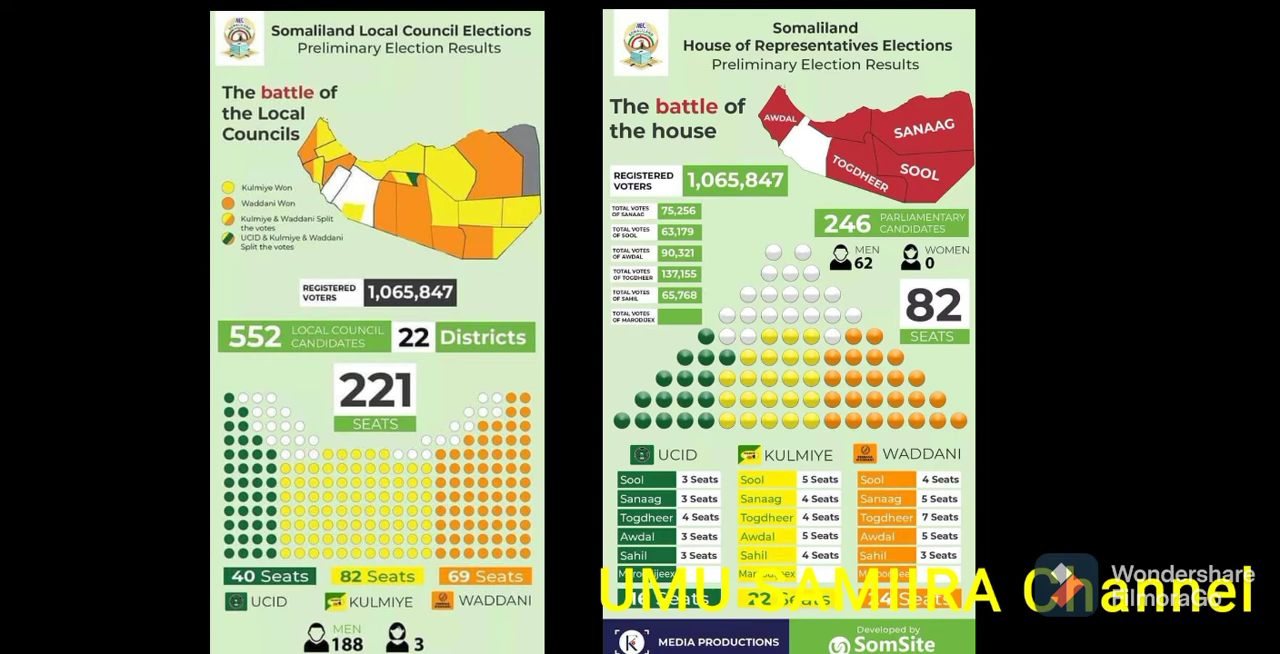 Somaliland Local Council Elections
Preliminary Election Results
The battle of
the Local
Councils
Kulmiye Won
Waddani Won
Kulmiye & Waddani Split
the votes
UCID & Kulmiye & Waddani
Split the votes
REGISTERED
VOTERS
1,065,847
552
LOCAL COUNCIL
CANDIDATES
22
Districts
221
SEATS
40 Seats
82 Seats
69 Seats
UCID
KULMIYE
WADDANI
MEN
188
3
Somaliland
House of Representatives Elections
Preliminary Election Results
The battle of
the house
AWDAL
SANAAG
TOGDHEER
SOOL
REGISTERED
VOTERS
1,065,847
TOTAL VOTES
OF SANAAG
75,256
TOTAL VOTES
OF SOOL
63,179
TOTAL VOTES
OF AWDAL
90,321
TOTAL VOTES
OF TOGDHEER
137,155
TOTAL VOTES
OF SAHIL
65,768
TOTAL VOTES
OF MARODIJEX
246
PARLIAMENTARY
CANDIDATES
MEN
62
WOMEN
0
82
SEATS
UCID
KULMIYE
WADDANI
Sool 3 Seats
Sanaag 3 Seats
Togdheer 4 Seats
Awdal 3 Seats
Sahil 3 Seats
Sool 5 Seats
Sanaag 4 Seats
Togdheer 4 Seats
Awdal 5 Seats
Sahil 4 Seats
Sool 4 Seats
Sanaag 5 Seats
Togdheer 7 Seats
Awdal 5 Seats
Sahil 3 Seats
22 Seats
UMU SAMIIRA Channel
Wondershare
FilmoraGo
K
MEDIA PRODUCTIONS
Developed by
SomSite